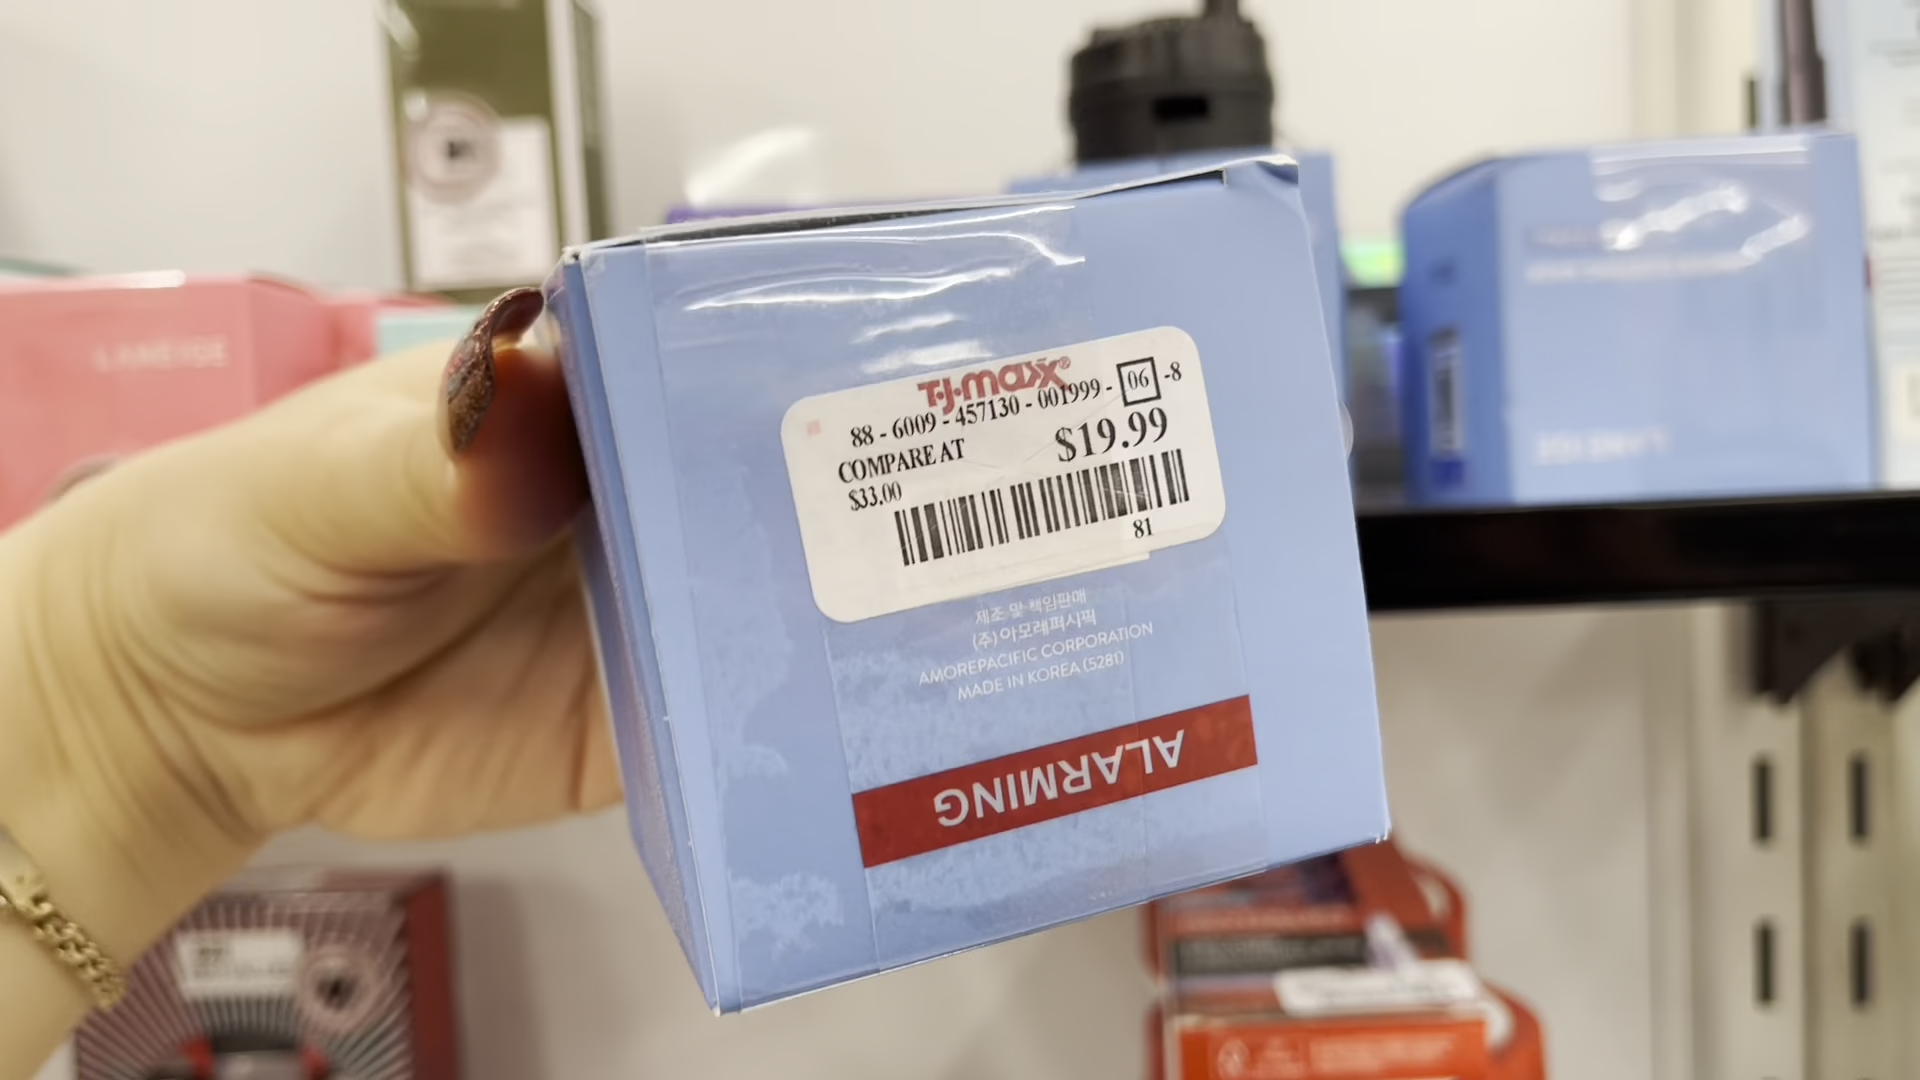 LANEIGE
T·J·maxx®
88 - 6009 - 457130 - 001999 - 06 -8
COMPARE AT $19.99
$33.00
81
제조 및 책임판매
(주)아모레퍼시픽
AMOREPACIFIC CORPORATION
MADE IN KOREA (5281)
ALARMING
LANEIGE